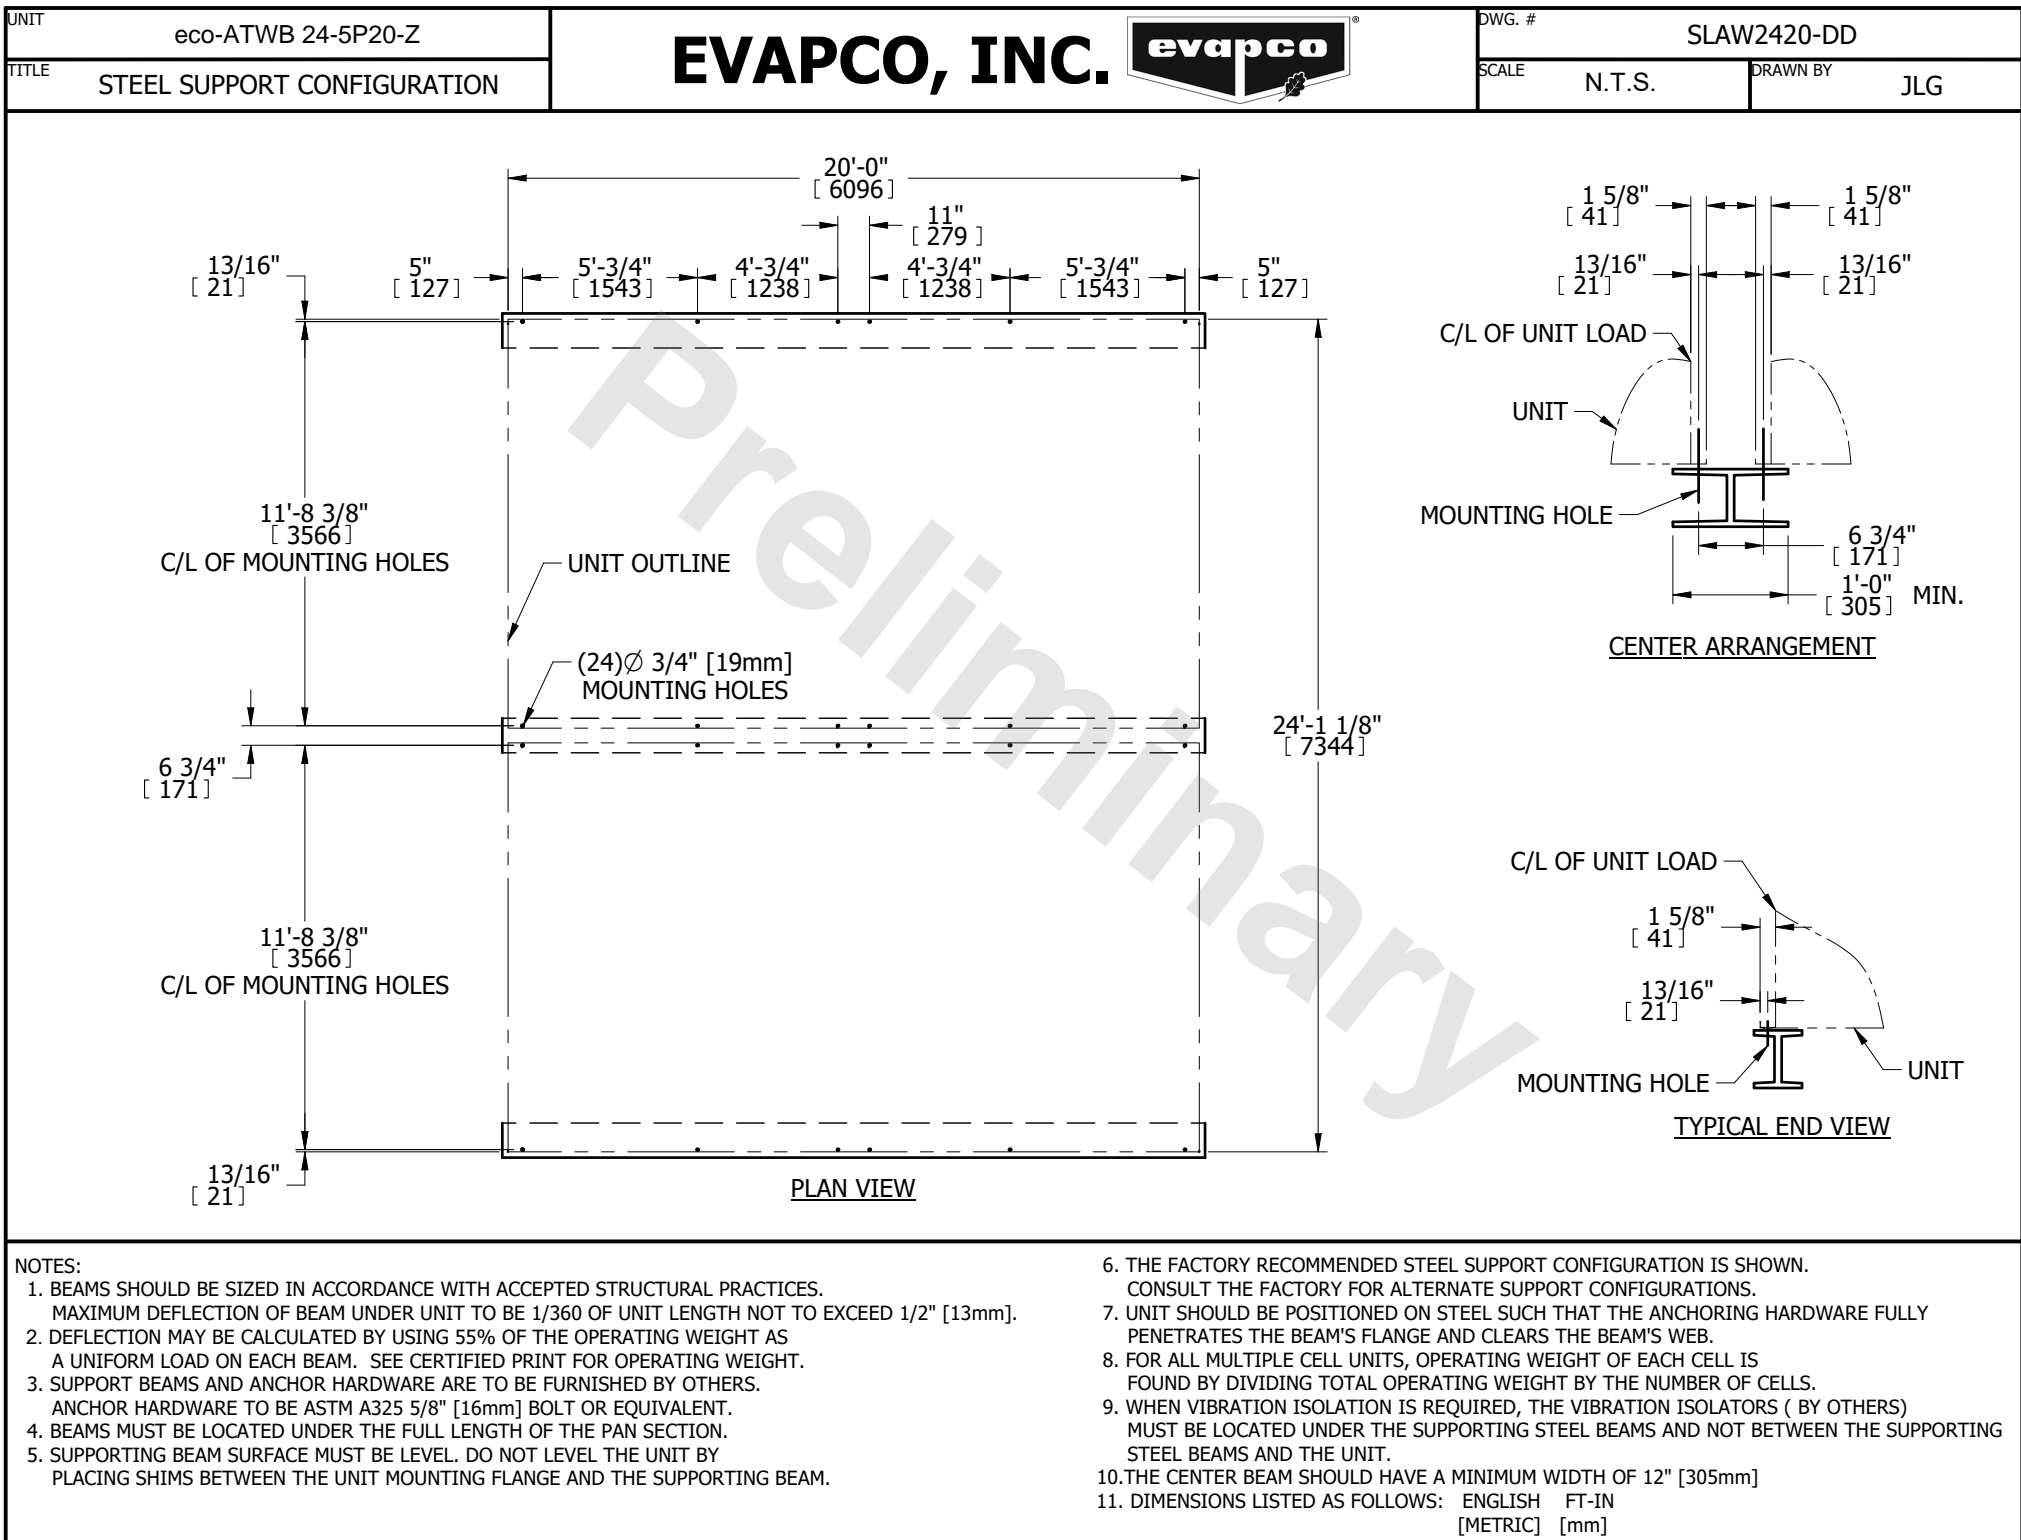 UNIT
eco-ATWB 24-5P20-Z
TITLE
STEEL SUPPORT CONFIGURATION
EVAPCO, INC.
evapco
®
DWG. #
SLAW2420-DD
SCALE
N.T.S.
DRAWN BY
JLG
20'-0"
[ 6096 ]
11"
[ 279 ]
13/16"
[ 21 ]
5"
[ 127 ]
5'-3/4"
[ 1543 ]
4'-3/4"
[ 1238 ]
4'-3/4"
[ 1238 ]
5'-3/4"
[ 1543 ]
5"
[ 127 ]
11'-8 3/8"
[ 3566 ]
C/L OF MOUNTING HOLES
UNIT OUTLINE
(24)Ø 3/4" [19mm]
MOUNTING HOLES
6 3/4"
[ 171 ]
24'-1 1/8"
[ 7344 ]
11'-8 3/8"
[ 3566 ]
C/L OF MOUNTING HOLES
13/16"
[ 21 ]
PLAN VIEW
Preliminary
1 5/8"
[ 41 ]
1 5/8"
[ 41 ]
13/16"
[ 21 ]
13/16"
[ 21 ]
C/L OF UNIT LOAD
UNIT
MOUNTING HOLE
6 3/4"
[ 171 ]
1'-0"
[ 305 ] MIN.
CENTER ARRANGEMENT
C/L OF UNIT LOAD
1 5/8"
[ 41 ]
13/16"
[ 21 ]
MOUNTING HOLE
UNIT
TYPICAL END VIEW
NOTES:
1. BEAMS SHOULD BE SIZED IN ACCORDANCE WITH ACCEPTED STRUCTURAL PRACTICES.
MAXIMUM DEFLECTION OF BEAM UNDER UNIT TO BE 1/360 OF UNIT LENGTH NOT TO EXCEED 1/2" [13mm].
2. DEFLECTION MAY BE CALCULATED BY USING 55% OF THE OPERATING WEIGHT AS
A UNIFORM LOAD ON EACH BEAM. SEE CERTIFIED PRINT FOR OPERATING WEIGHT.
3. SUPPORT BEAMS AND ANCHOR HARDWARE ARE TO BE FURNISHED BY OTHERS.
ANCHOR HARDWARE TO BE ASTM A325 5/8" [16mm] BOLT OR EQUIVALENT.
4. BEAMS MUST BE LOCATED UNDER THE FULL LENGTH OF THE PAN SECTION.
5. SUPPORTING BEAM SURFACE MUST BE LEVEL. DO NOT LEVEL THE UNIT BY
PLACING SHIMS BETWEEN THE UNIT MOUNTING FLANGE AND THE SUPPORTING BEAM.
6. THE FACTORY RECOMMENDED STEEL SUPPORT CONFIGURATION IS SHOWN.
CONSULT THE FACTORY FOR ALTERNATE SUPPORT CONFIGURATIONS.
7. UNIT SHOULD BE POSITIONED ON STEEL SUCH THAT THE ANCHORING HARDWARE FULLY
PENETRATES THE BEAM'S FLANGE AND CLEARS THE BEAM'S WEB.
8. FOR ALL MULTIPLE CELL UNITS, OPERATING WEIGHT OF EACH CELL IS
FOUND BY DIVIDING TOTAL OPERATING WEIGHT BY THE NUMBER OF CELLS.
9. WHEN VIBRATION ISOLATION IS REQUIRED, THE VIBRATION ISOLATORS ( BY OTHERS)
MUST BE LOCATED UNDER THE SUPPORTING STEEL BEAMS AND NOT BETWEEN THE SUPPORTING
STEEL BEAMS AND THE UNIT.
10.THE CENTER BEAM SHOULD HAVE A MINIMUM WIDTH OF 12" [305mm]
11. DIMENSIONS LISTED AS FOLLOWS: ENGLISH FT-IN
[METRIC] [mm]